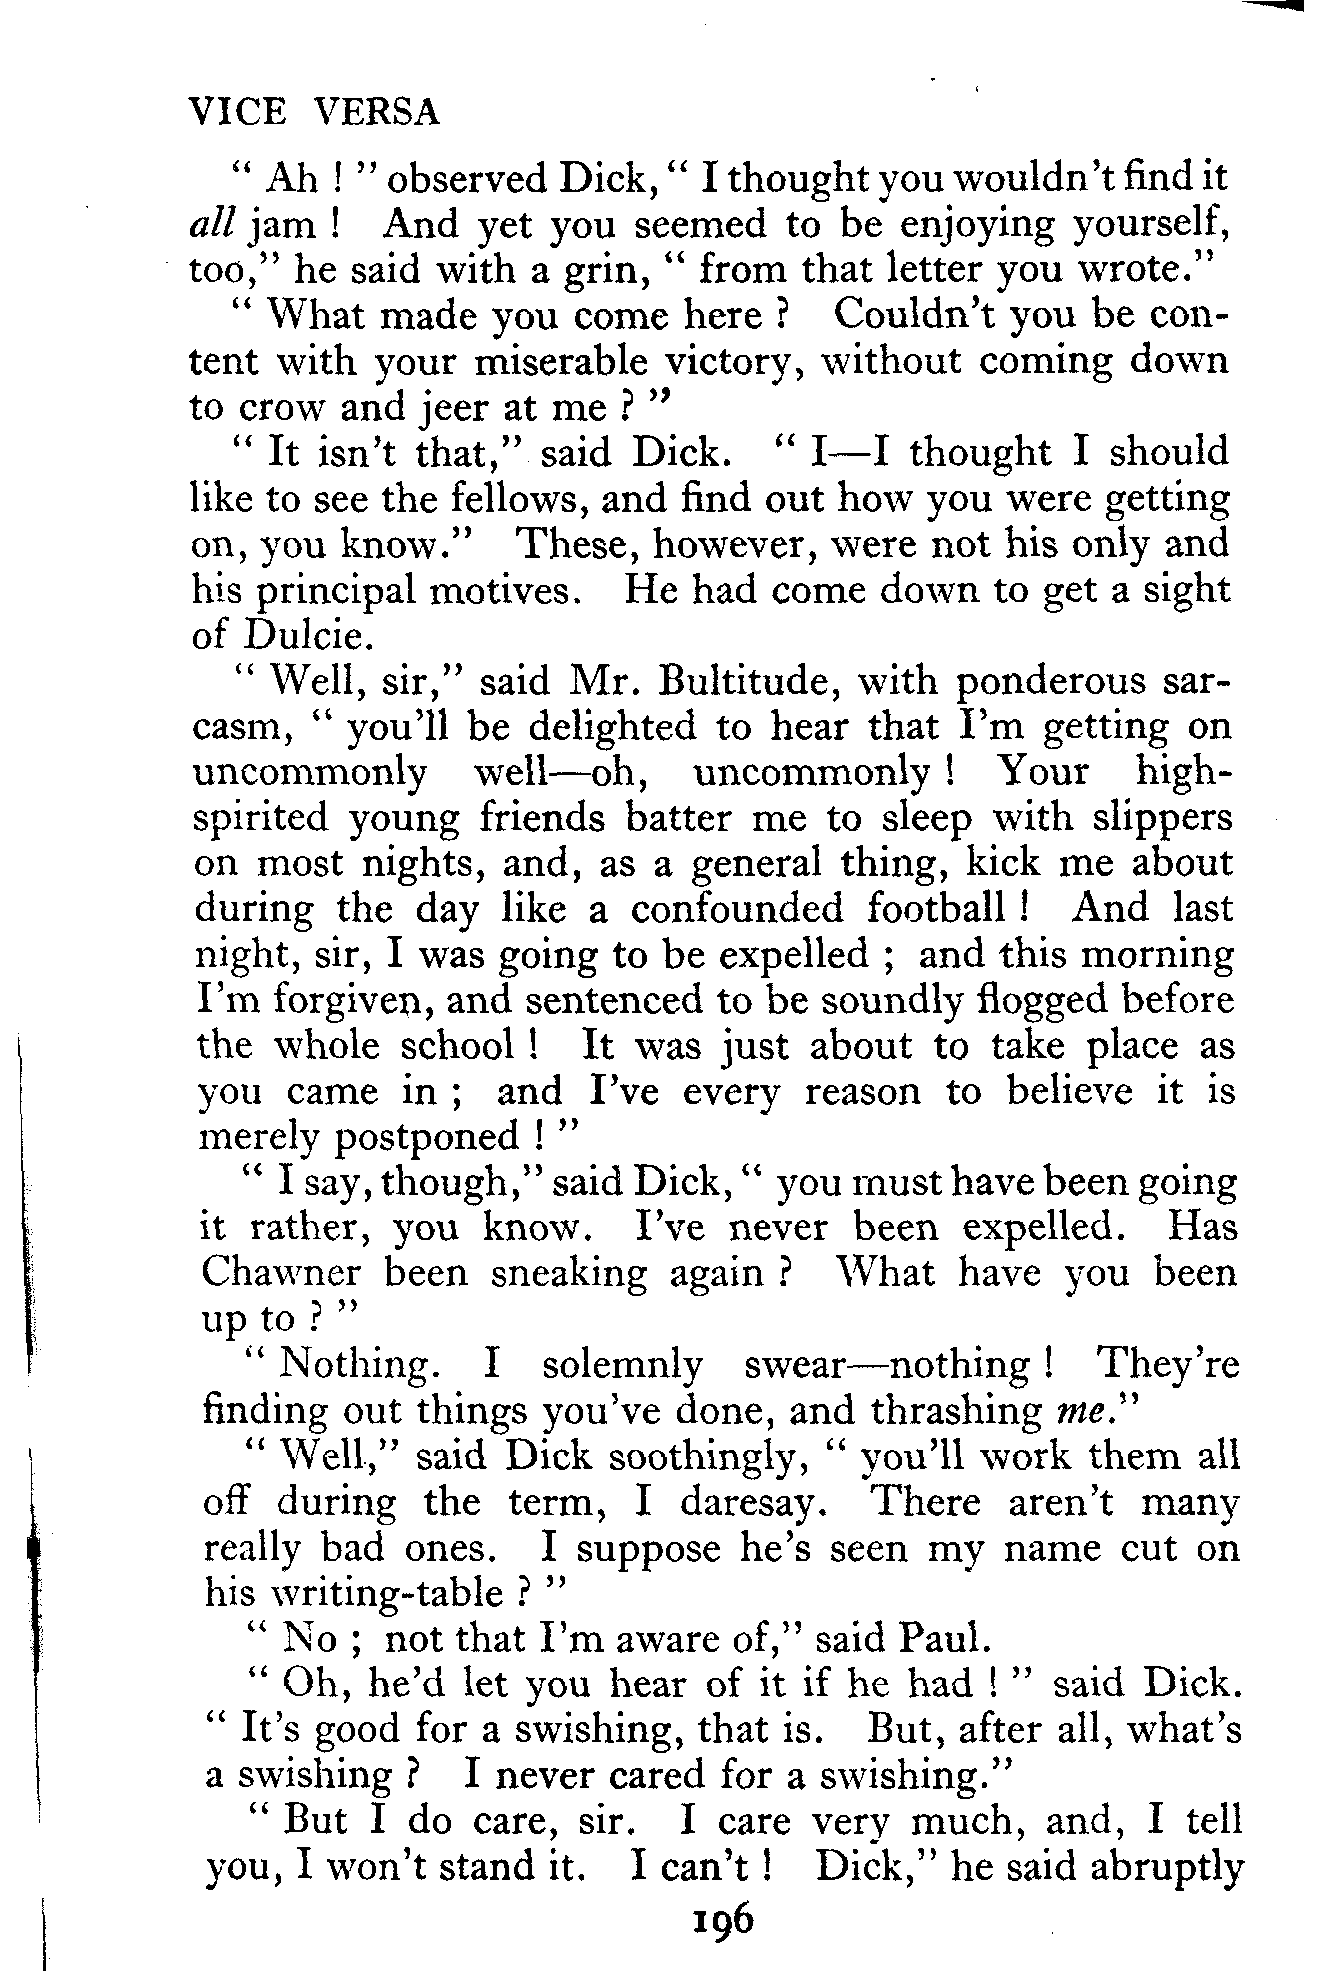 VICE VERSA
“ Ah ! ” observed Dick, “ I thought you wouldn’t find it
all jam ! And yet you seemed to be enjoying yourself,
too,” he said with a grin, “ from that letter you wrote.”
“ What made you come here ? Couldn’t you be con-
tent with your miserable victory, without coming down
to crow and jeer at me ? ”
“ It isn’t that,” said Dick. “ I—I thought I should
like to see the fellows, and find out how you were getting
on, you know.” These, however, were not his only and
his principal motives. He had come down to get a sight
of Dulcie.
“ Well, sir,” said Mr. Bultitude, with ponderous sar-
casm, “ you’ll be delighted to hear that I’m getting on
uncommonly well—oh, uncommonly ! Your high-
spirited young friends batter me to sleep with slippers
on most nights, and, as a general thing, kick me about
during the day like a confounded football ! And last
night, sir, I was going to be expelled ; and this morning
I’m forgiven, and sentenced to be soundly flogged before
the whole school ! It was just about to take place as
you came in ; and I’ve every reason to believe it is
merely postponed ! ”
“ I say, though,” said Dick, “ you must have been going
it rather, you know. I’ve never been expelled. Has
Chawner been sneaking again ? What have you been
up to ? ”
“ Nothing. I solemnly swear—nothing ! They’re
finding out things you’ve done, and thrashing me.”
“ Well,” said Dick soothingly, “ you’ll work them all
off during the term, I daresay. There aren’t many
really bad ones. I suppose he’s seen my name cut on
his writing-table ? ”
“ No ; not that I’m aware of,” said Paul.
“ Oh, he’d let you hear of it if he had ! ” said Dick.
“ It’s good for a swishing, that is. But, after all, what’s
a swishing ? I never cared for a swishing.”
“ But I do care, sir. I care very much, and, I tell
you, I won’t stand it. I can’t ! Dick,” he said abruptly
196